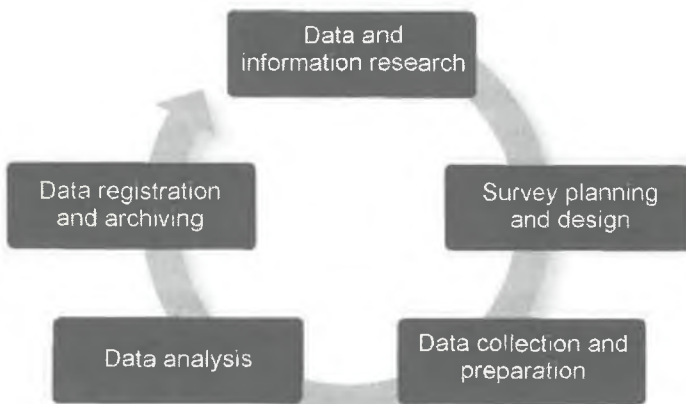 Data and
information research
Survey planning
and design
Data collection and
preparation
Data analysis
Data registration
and archiving